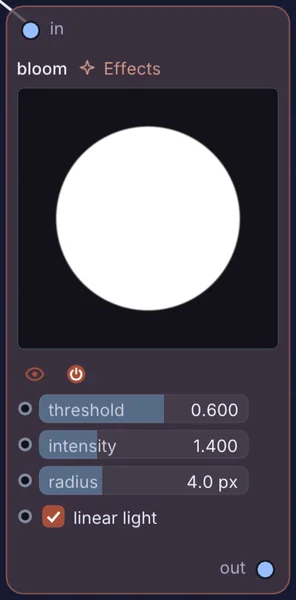 in
bloom Effects
threshold 0.600
intensity 1.400
radius 4.0 px
linear light
out